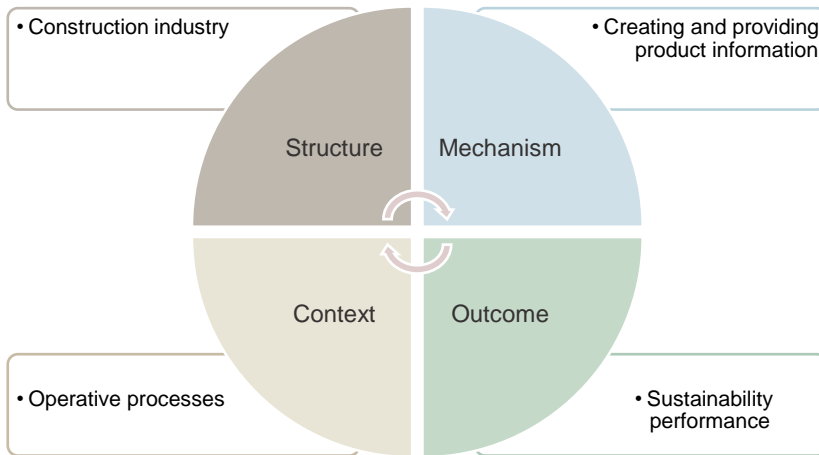 • Construction industry
• Creating and providing
product information
Structure
Mechanism
Context
Outcome
• Operative processes
• Sustainability
performance